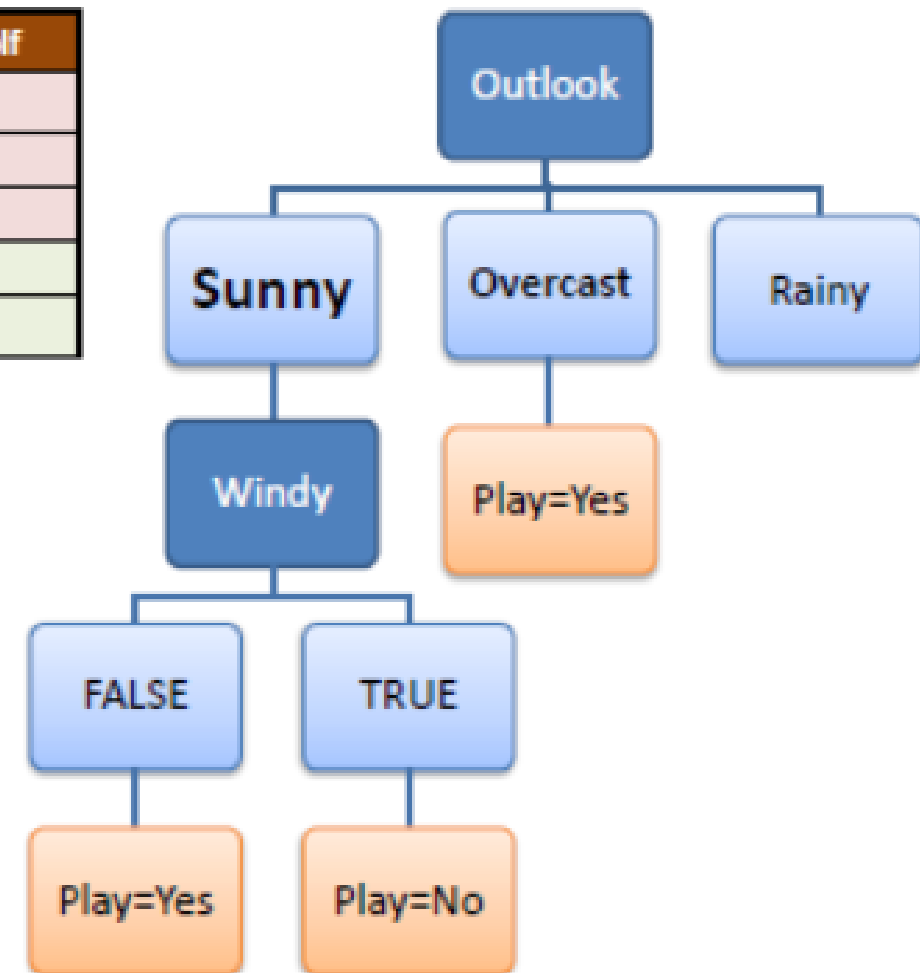 Outlook
Sunny
Overcast
Rainy
Windy
Play=Yes
FALSE
TRUE
Play=Yes
Play=No